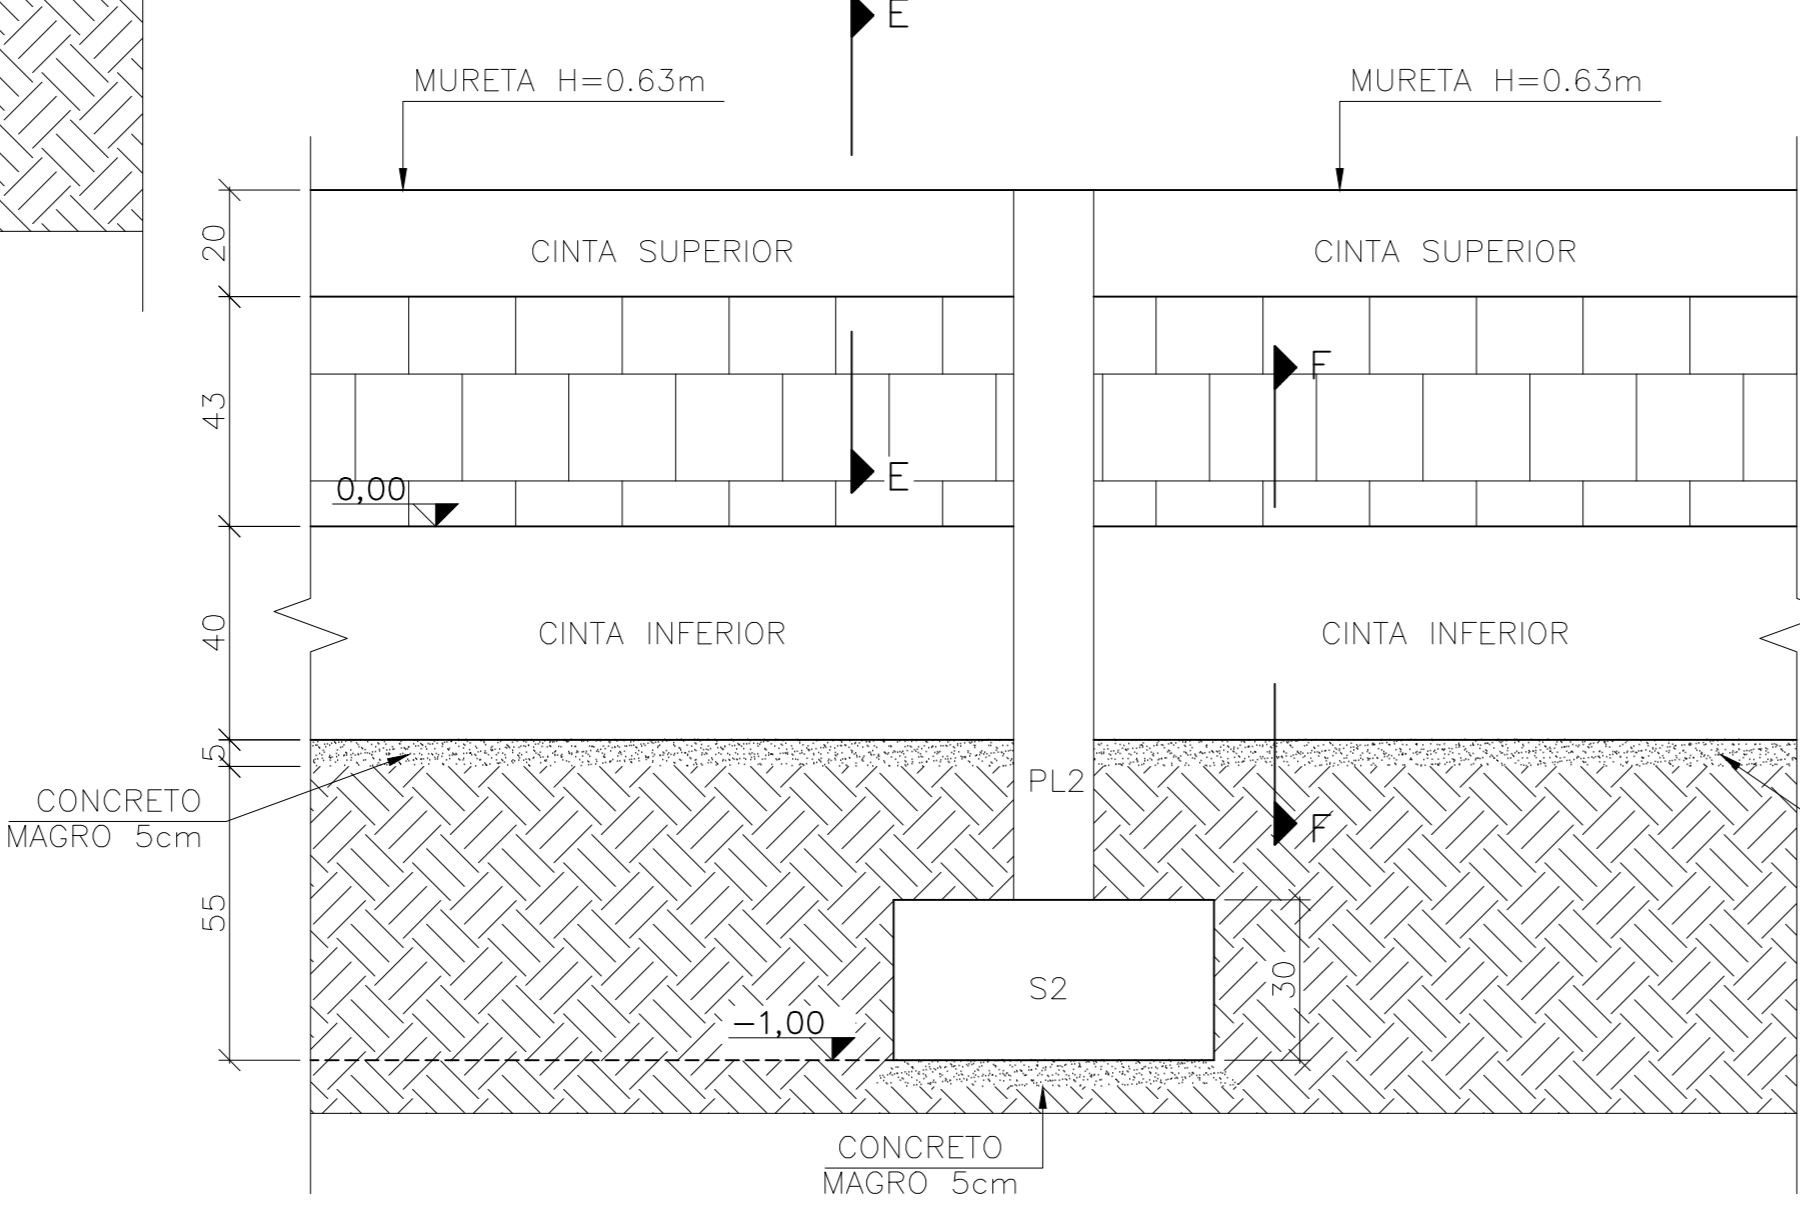 E
MURETA H=0.63m
MURETA H=0.63m
20
CINTA SUPERIOR
CINTA SUPERIOR
43
F
E
0,00
40
CINTA INFERIOR
CINTA INFERIOR
5
PL2
CONCRETO
MAGRO 5cm
F
55
30
S2
-1,00
CONCRETO
MAGRO 5cm